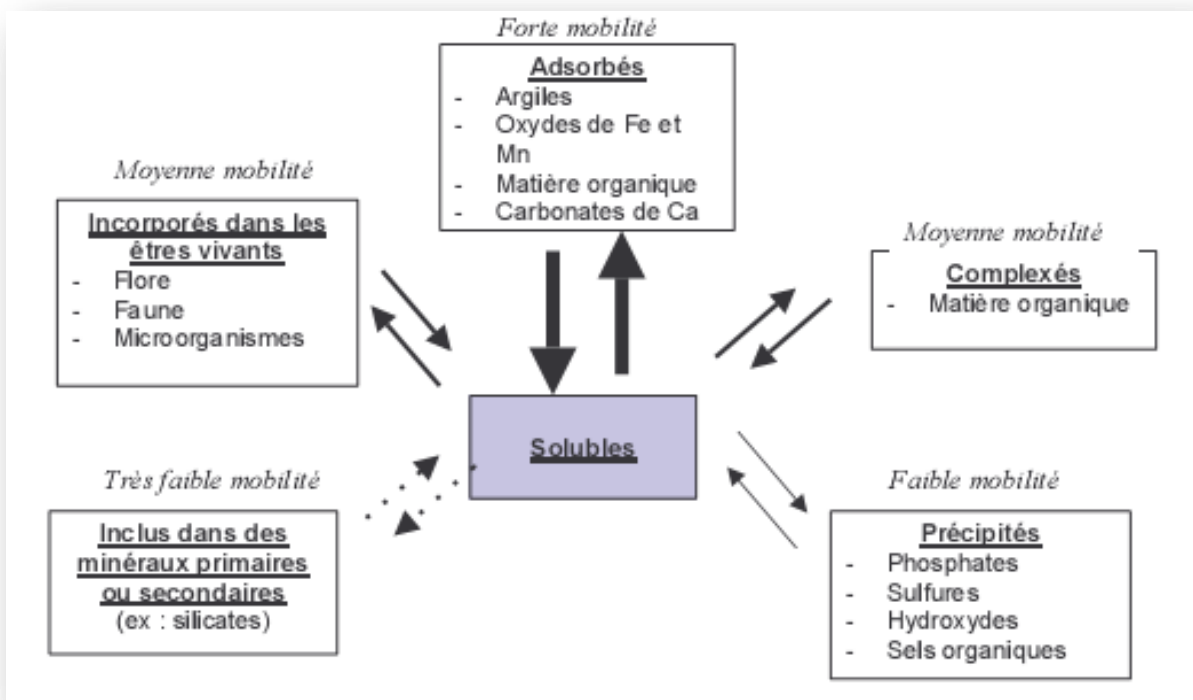 Forte mobilité
Adsorbés
- Argiles
- Oxydes de Fe et
Mn
- Matière organique
- Carbonates de Ca
Moyenne mobilité
Incorporés dans les
êtres vivants
- Flore
- Faune
- Microorganismes
Moyenne mobilité
Complexés
- Matière organique
Solubles
Très faible mobilité
Inclus dans des
minéraux primaires
ou secondaires
(ex : silicates)
Faible mobilité
Précipités
- Phosphates
- Sulfures
- Hydroxydes
- Sels organiques